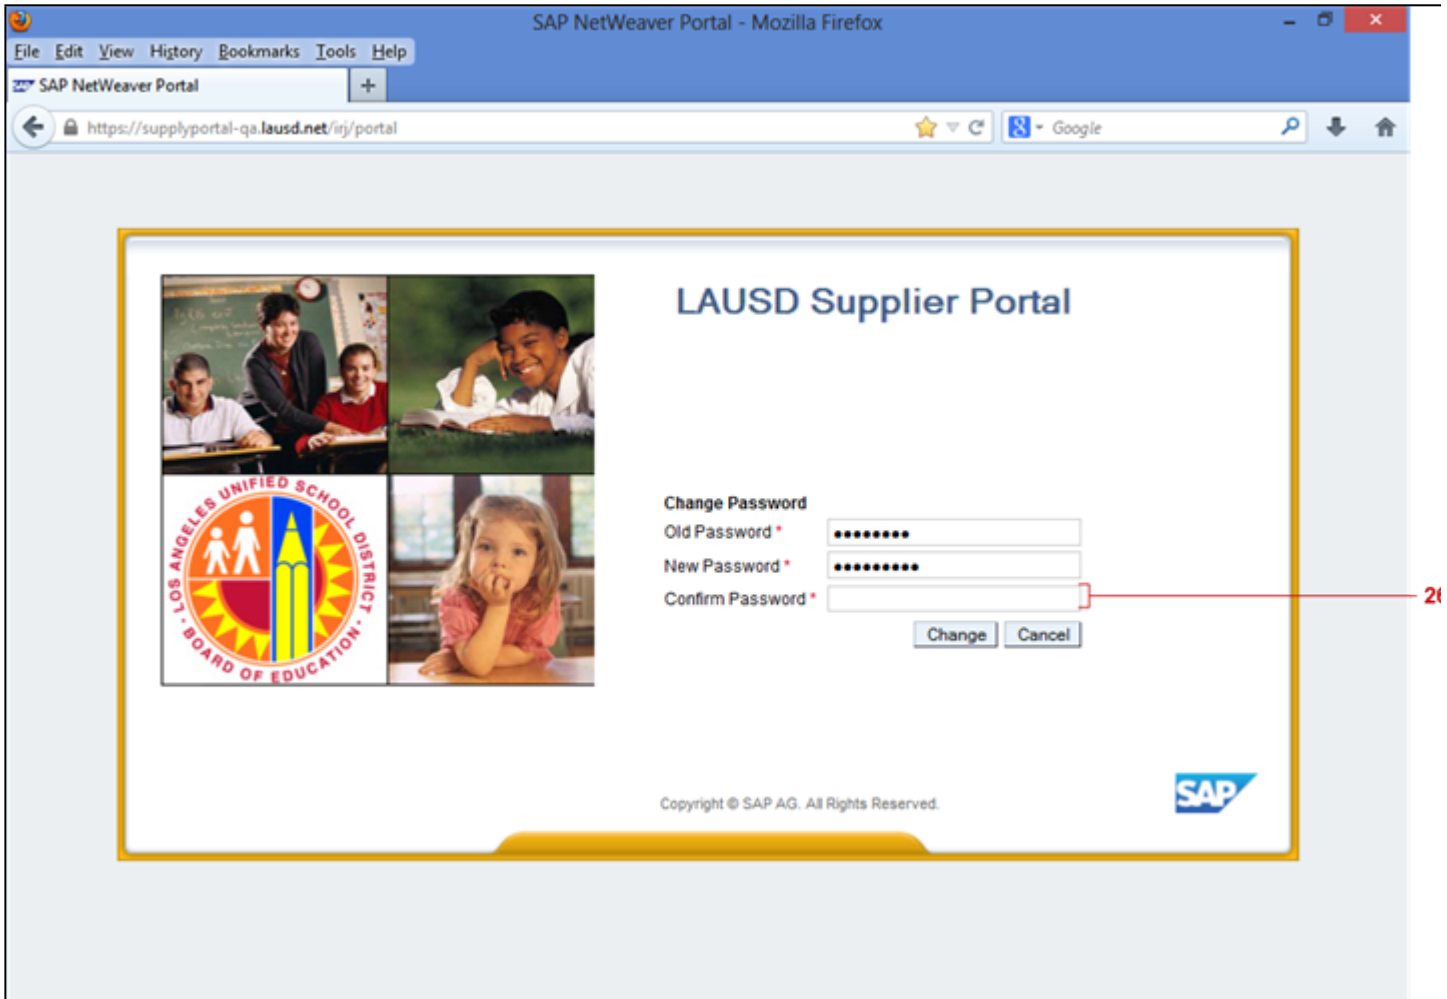 SAP NetWeaver Portal - Mozilla Firefox
File Edit View History Bookmarks Tools Help
SAP NetWeaver Portal
https://supplyportal-qa.lausd.net/irj/portal
Google
LAUSD Supplier Portal
LOS ANGELES UNIFIED SCHOOL DISTRICT
BOARD OF EDUCATION
Change Password
Old Password *
New Password *
Confirm Password *
26
Change Cancel
SAP
Copyright © SAP AG. All Rights Reserved.